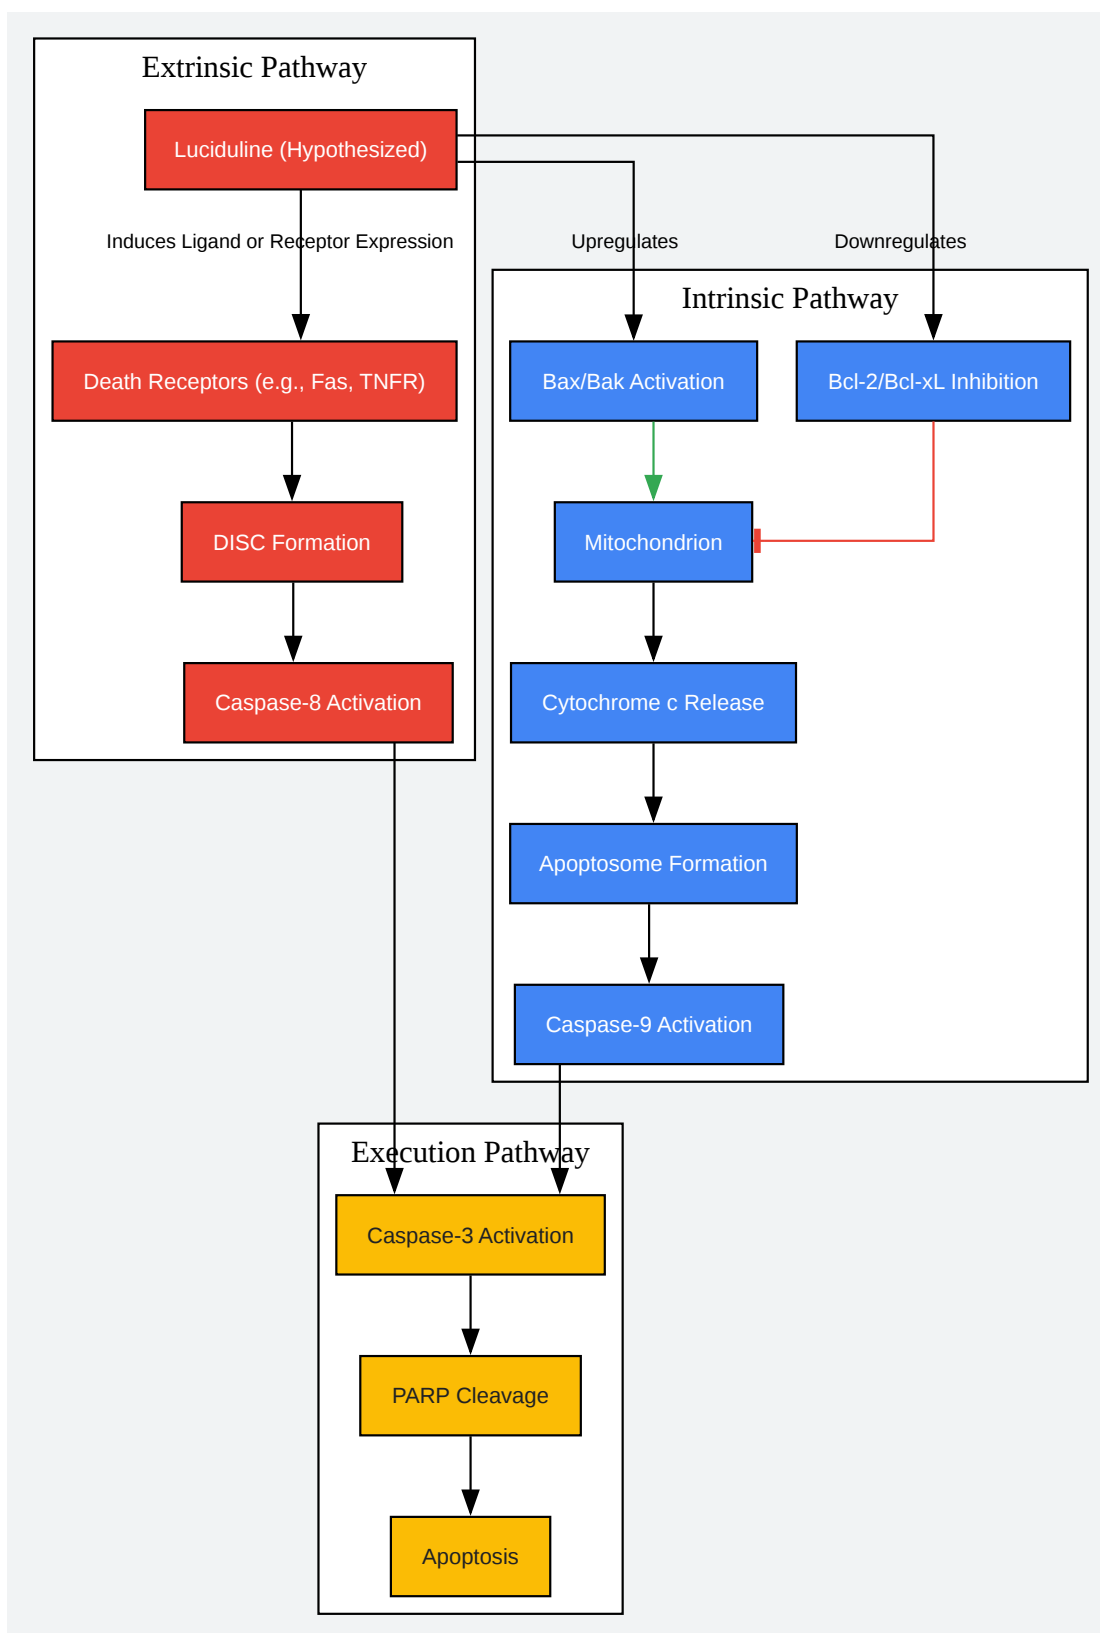 Extrinsic Pathway
Luciduline (Hypothesized)
Induces Ligand or Receptor Expression
Upregulates
Downregulates
Intrinsic Pathway
Death Receptors (e.g., Fas, TNFR)
Bax/Bak Activation
Bcl-2/Bcl-xL Inhibition
DISC Formation
Mitochondrion
Caspase-8 Activation
Cytochrome c Release
Apoptosome Formation
Caspase-9 Activation
Execution Pathway
Caspase-3 Activation
PARP Cleavage
Apoptosis